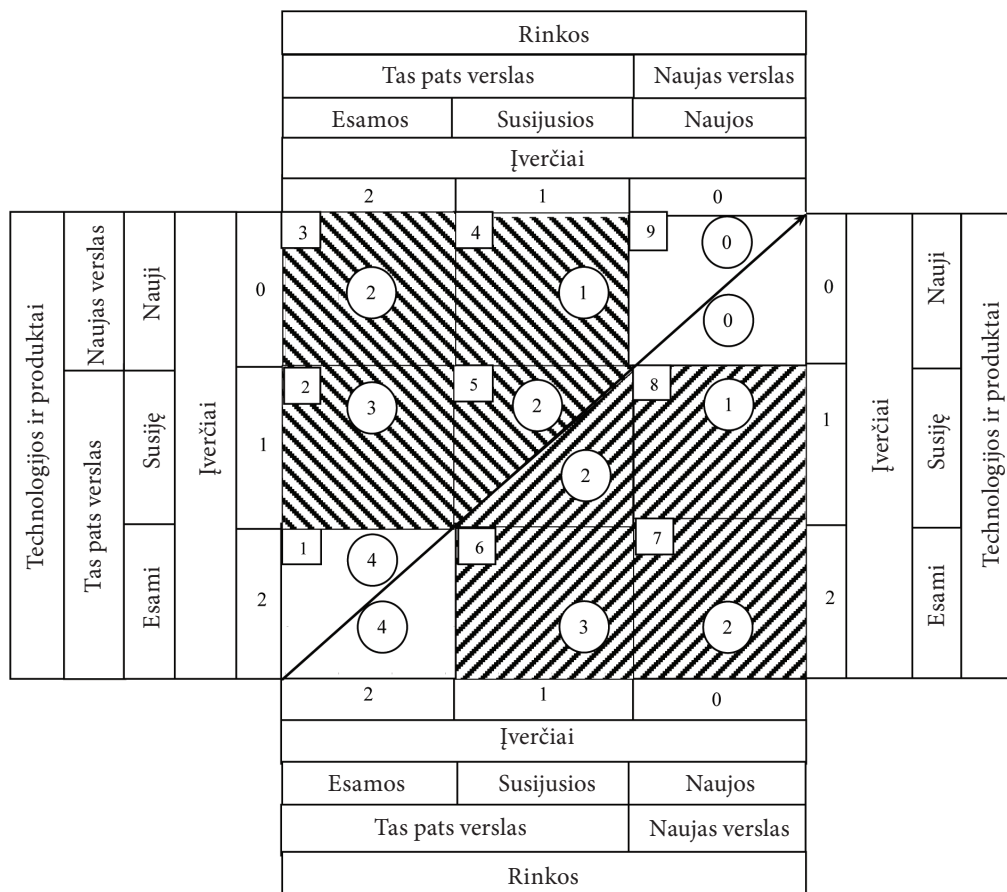 Rinkos
Tas pats verslas Naujas verslas
Esamos Susijusios Naujos
Įverčiai
2 1 0
Technologijos ir produktai
Naujas verslas
Tas pats verslas
Nauji
Susiję
Esami
Įverčiai
0
1
2
3 4 9
2 1 0
0
2 5 8
3 2 1
2
1 6 7
4
4 3 2
0
1
2
Įverčiai
Nauji
Susiję
Esami
Technologijos ir produktai
2 1 0
Įverčiai
Esamos Susijusios Naujos
Tas pats verslas Naujas verslas
Rinkos